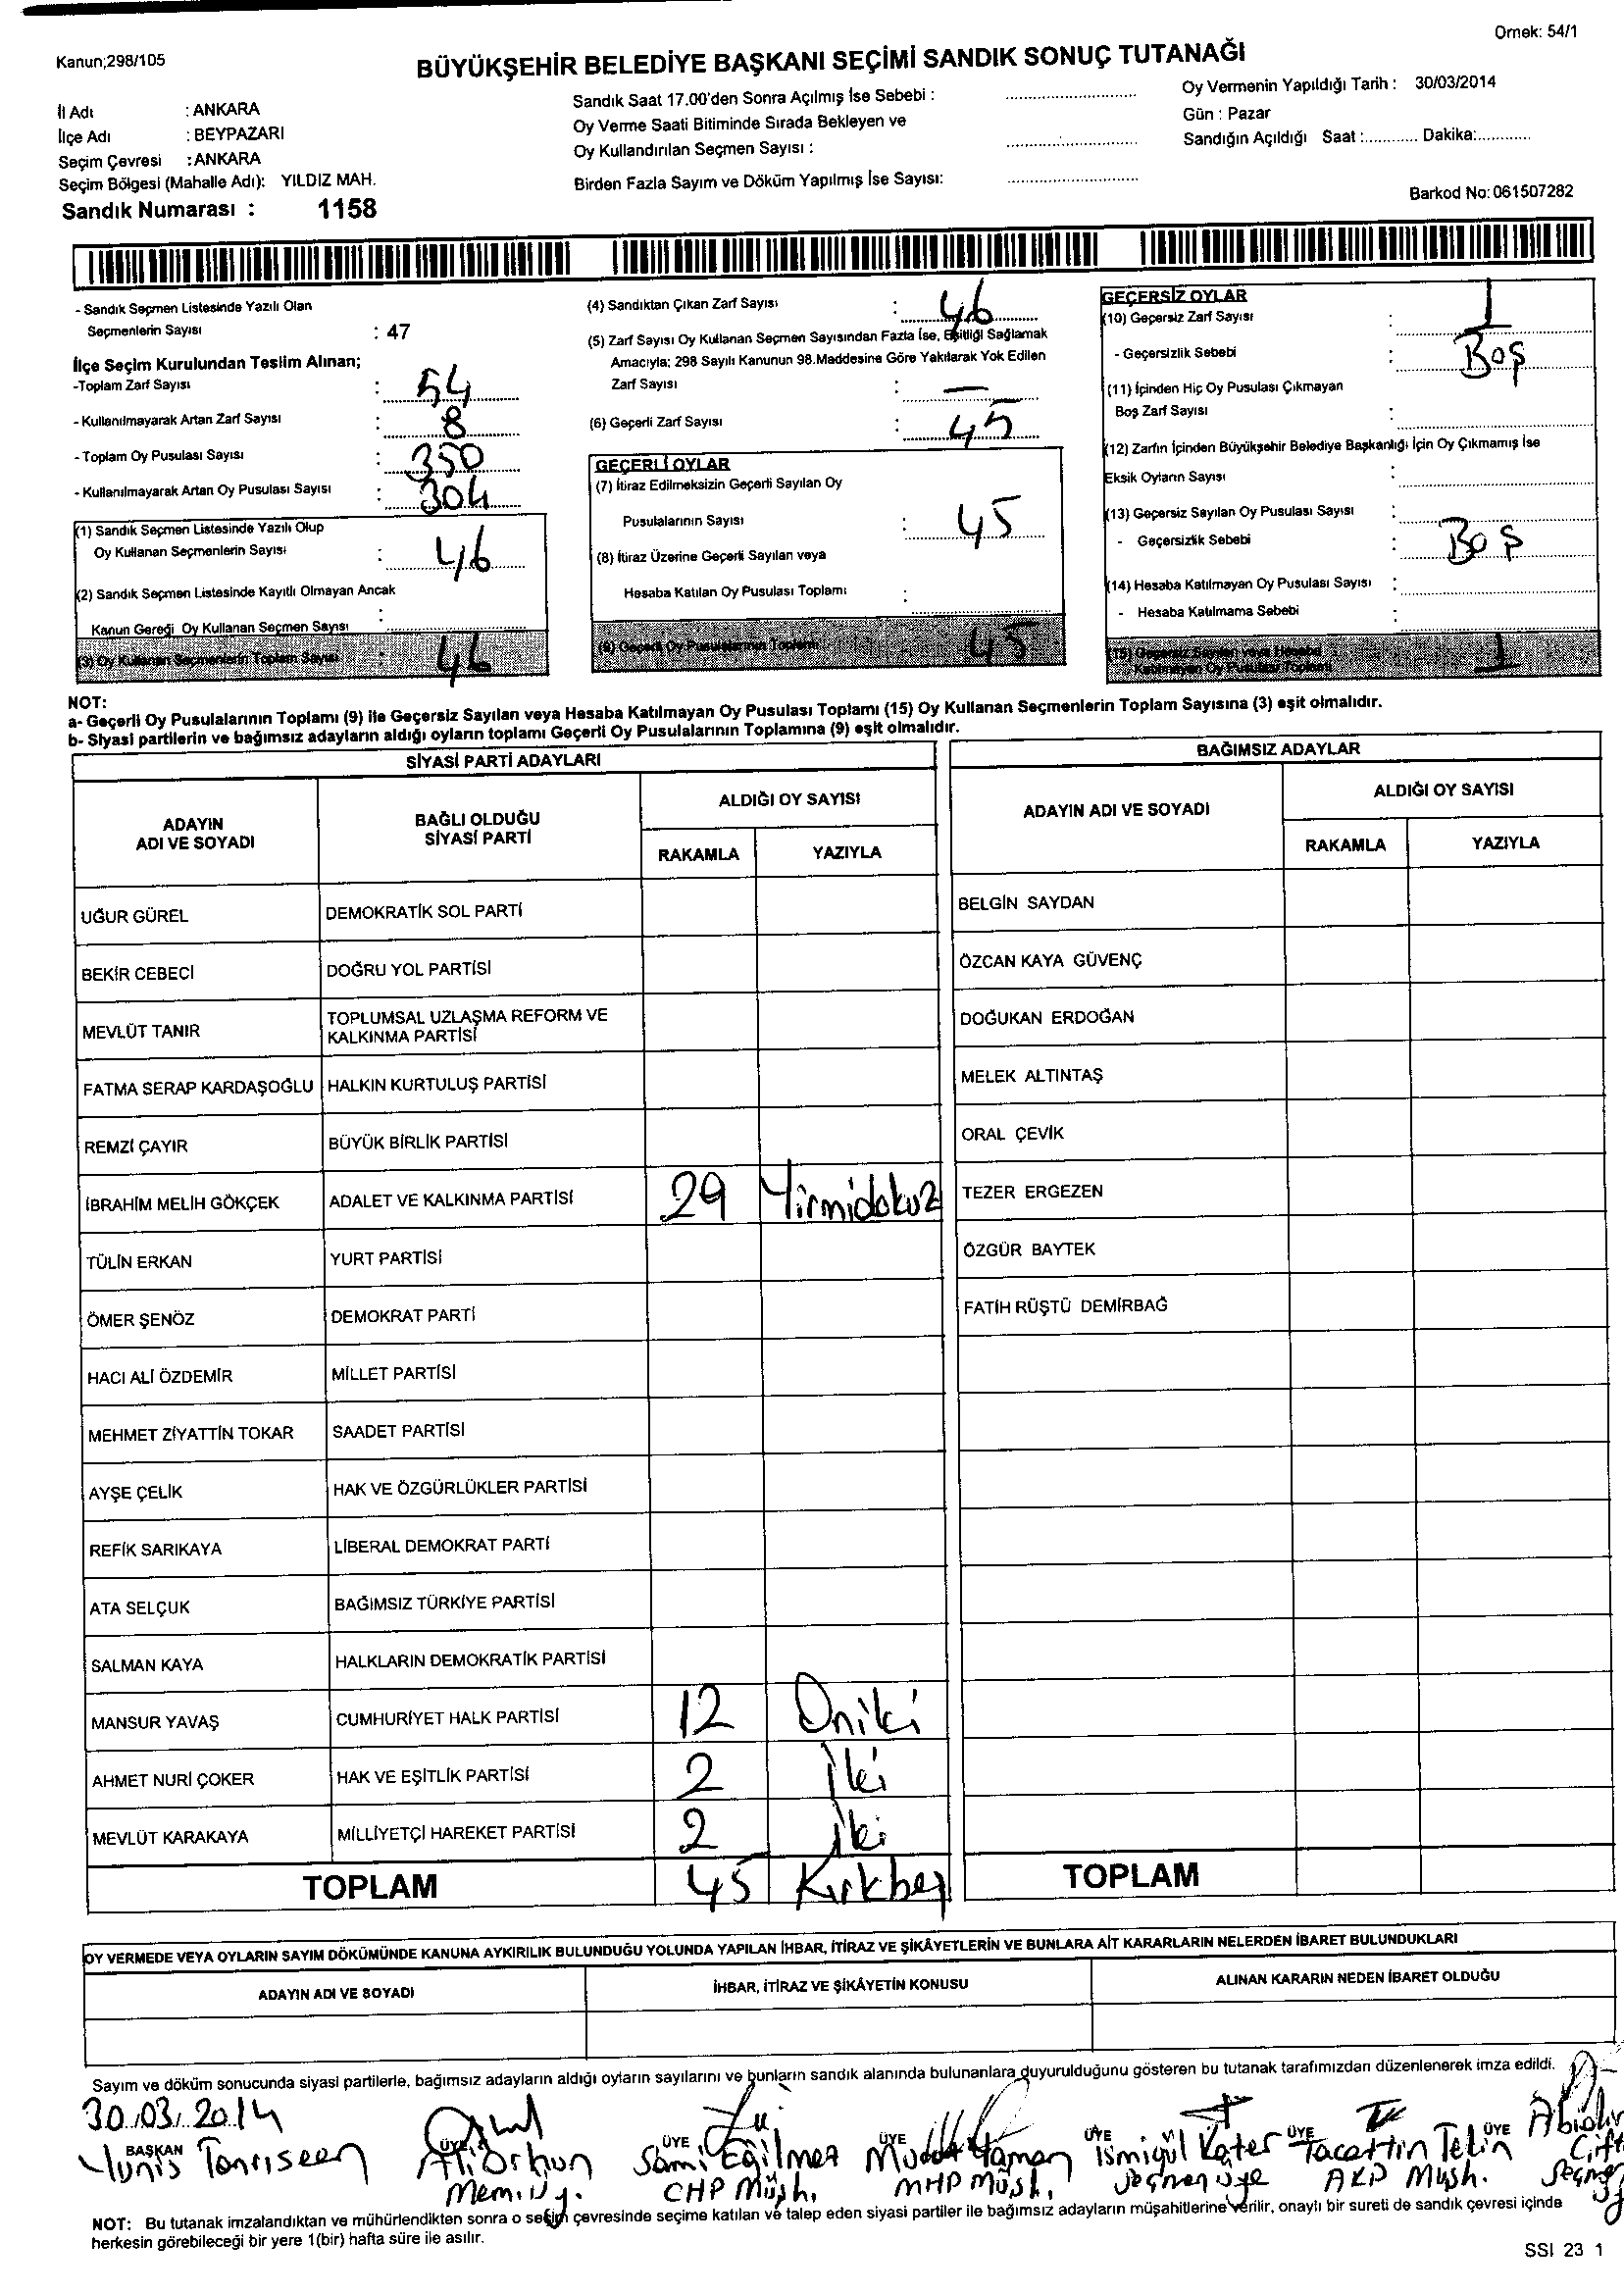 Kanun;298/105
Ornek: 54/1
BÜYÜKŞEHİR BELEDİYE BAŞKANI SEÇİMİ SANDIK SONUÇ TUTANAĞI
İl Adı : ANKARA
İlçe Adı : BEYPAZARI
Seçim Çevresi : ANKARA
Seçim Bölgesi (Mahalle Adı): YILDIZ MAH.
Sandık Numarası : 1158
Sandık Saat 17.00'den Sonra Açılmış İse Sebebi :
Oy Verme Saati Bitiminde Sırada Bekleyen ve
Oy Kullandırılan Seçmen Sayısı :
Birden Fazla Sayım ve Döküm Yapılmış İse Sayısı:
Oy Vermenin Yapıldığı Tarih : 30/03/2014
Gün : Pazar
Sandığın Açıldığı Saat :............ Dakika:............
Barkod No: 061507282
- Sandık Seçmen Listesinde Yazılı Olan
Seçmenlerin Sayısı : 47
İlçe Seçim Kurulundan Teslim Alınan;
-Toplam Zarf Sayısı : 54
- Kullanılmayarak Artan Zarf Sayısı : 8
- Toplam Oy Pusulası Sayısı : 350
- Kullanılmayarak Artan Oy Pusulası Sayısı : 304
(1) Sandık Seçmen Listesinde Yazılı Olup
Oy Kullanan Seçmenlerin Sayısı : 46
(2) Sandık Seçmen Listesinde Kayıtlı Olmayan Ancak
Kanun Gereği Oy Kullanan Seçmen Sayısı :
(3) Oy Kullanan Seçmenlerin Toplam Sayısı : 46
(4) Sandıktan Çıkan Zarf Sayısı : 46
(5) Zarf Sayısı Oy Kullanan Seçmen Sayısından Fazla İse, Eşitliği Sağlamak
Amacıyla; 298 Sayılı Kanunun 98.Maddesine Göre Yakılarak Yok Edilen
Zarf Sayısı : —
(6) Geçerli Zarf Sayısı : 45
GEÇERLİ OYLAR
(7) İtiraz Edilmeksizin Geçerli Sayılan Oy
Pusulalarının Sayısı : 45
(8) İtiraz Üzerine Geçerli Sayılan veya
Hesaba Katılan Oy Pusulası Toplamı :
(9) Geçerli Oy Pusulalarının Toplamı 45
GEÇERSİZ OYLAR
(10) Geçersiz Zarf Sayısı : 1
- Geçersizlik Sebebi : Boş
(11) İçinden Hiç Oy Pusulası Çıkmayan
Boş Zarf Sayısı :
(12) Zarfın İçinden Büyükşehir Belediye Başkanlığı İçin Oy Çıkmamış İse
Eksik Oyların Sayısı :
(13) Geçersiz Sayılan Oy Pusulası Sayısı :
- Geçersizlik Sebebi : Boş
(14) Hesaba Katılmayan Oy Pusulası Sayısı :
- Hesaba Katılmama Sebebi :
(15) Geçersiz Sayılan veya Hesaba
Katılmayan Oy Pusulası Toplamı 1
NOT:
a- Geçerli Oy Pusulalarının Toplamı (9) ile Geçersiz Sayılan veya Hesaba Katılmayan Oy Pusulası Toplamı (15) Oy Kullanan Seçmenlerin Toplam Sayısına (3) eşit olmalıdır.
b- Siyasi partilerin ve bağımsız adayların aldığı oyların toplamı Geçerli Oy Pusulalarının Toplamına (9) eşit olmalıdır.
SİYASİ PARTİ ADAYLARI
ADAYIN ADI VE SOYADI
BAĞLI OLDUĞU SİYASİ PARTİ
ALDIĞI OY SAYISI
RAKAMLA YAZIYLA
UĞUR GÜREL DEMOKRATİK SOL PARTİ
BEKİR CEBECİ DOĞRU YOL PARTİSİ
MEVLÜT TANIR TOPLUMSAL UZLAŞMA REFORM VE KALKINMA PARTİSİ
FATMA SERAP KARDAŞOĞLU HALKIN KURTULUŞ PARTİSİ
REMZİ ÇAYIR BÜYÜK BİRLİK PARTİSİ
İBRAHİM MELİH GÖKÇEK ADALET VE KALKINMA PARTİSİ 29 Yirmidokuz
TÜLİN ERKAN YURT PARTİSİ
ÖMER ŞENÖZ DEMOKRAT PARTİ
HACI ALİ ÖZDEMİR MİLLET PARTİSİ
MEHMET ZİYATTİN TOKAR SAADET PARTİSİ
AYŞE ÇELİK HAK VE ÖZGÜRLÜKLER PARTİSİ
REFİK SARIKAYA LİBERAL DEMOKRAT PARTİ
ATA SELÇUK BAĞIMSIZ TÜRKİYE PARTİSİ
SALMAN KAYA HALKLARIN DEMOKRATİK PARTİSİ
MANSUR YAVAŞ CUMHURİYET HALK PARTİSİ 12 Oniki
AHMET NURİ ÇOKER HAK VE EŞİTLİK PARTİSİ 2 İki
MEVLÜT KARAKAYA MİLLİYETÇİ HAREKET PARTİSİ 2 İki
TOPLAM 45 Kırkbeş
BAĞIMSIZ ADAYLAR
ADAYIN ADI VE SOYADI
ALDIĞI OY SAYISI
RAKAMLA YAZIYLA
BELGİN SAYDAN
ÖZCAN KAYA GÜVENÇ
DOĞUKAN ERDOĞAN
MELEK ALTINTAŞ
ORAL ÇEVİK
TEZER ERGEZEN
ÖZGÜR BAYTEK
FATİH RÜŞTÜ DEMİRBAĞ
TOPLAM
OY VERMEDE VEYA OYLARIN SAYIM DÖKÜMÜNDE KANUNA AYKIRILIK BULUNDUĞU YOLUNDA YAPILAN İHBAR, İTİRAZ VE ŞİKÂYETLERİN VE BUNLARA AİT KARARLARIN NELERDEN İBARET BULUNDUKLARI
ADAYIN ADI VE SOYADI
İHBAR, İTİRAZ VE ŞİKÂYETİN KONUSU
ALINAN KARARIN NEDEN İBARET OLDUĞU
Sayım ve döküm sonucunda siyasi partilerle, bağımsız adayların aldığı oyların sayılarını ve bunların sandık alanında bulunanlara duyurulduğunu gösteren bu tutanak tarafımızdan düzenlenerek imza edildi.
30.03.2014
BAŞKAN ÜYE ÜYE ÜYE ÜYE ÜYE ÜYE
Yunis Tanrıseen Ali Orhun Sami Eğilmez Murat Yaman İsmigül Kater Tacettin Tekin
Mem.Üy. CHP Müşh. MHP Müşh. Seçmen üye AKP Müşh.
NOT: Bu tutanak imzalandıktan ve mühürlendikten sonra o seçim çevresinde seçime katılan ve talep eden siyasi partiler ile bağımsız adayların müşahitlerine verilir, onaylı bir sureti de sandık çevresi içinde
herkesin görebileceği bir yere 1(bir) hafta süre ile asılır.
SSI 23 1